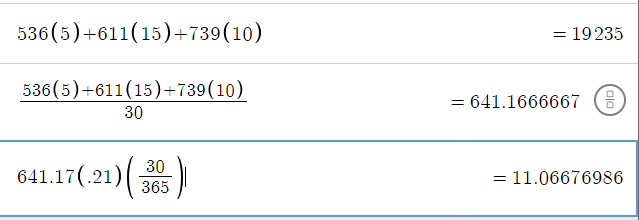 536(5)+611(15)+739(10) = 19235
536(5)+611(15)+739(10)
30
= 641.1666667
641.17(.21)(30/365) = 11.06676986